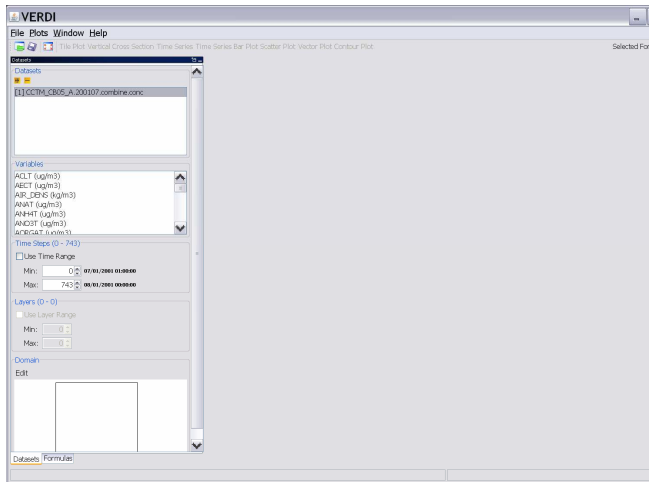 VERDI
File Plots Window Help
Tile Plot Vertical Cross Section Time Series Time Series Bar Plot Scatter Plot Vector Plot Contour Plot
Selected For
Datasets
Datasets
[1] CCTM_CB05_A.200107.combine.conc
Variables
ACLT (ug/m3)
AECT (ug/m3)
AIR_DENS (kg/m3)
ANAT (ug/m3)
ANH4T (ug/m3)
ANO3T (ug/m3)
AORGAT (ug/m3)
Time Steps (0 - 743)
Use Time Range
Min: 0 07/01/2001 01:00:00
Max: 743 08/01/2001 00:00:00
Layers (0 - 0)
Use Layer Range
Min: 0
Max: 0
Domain
Edit
Datasets Formulas